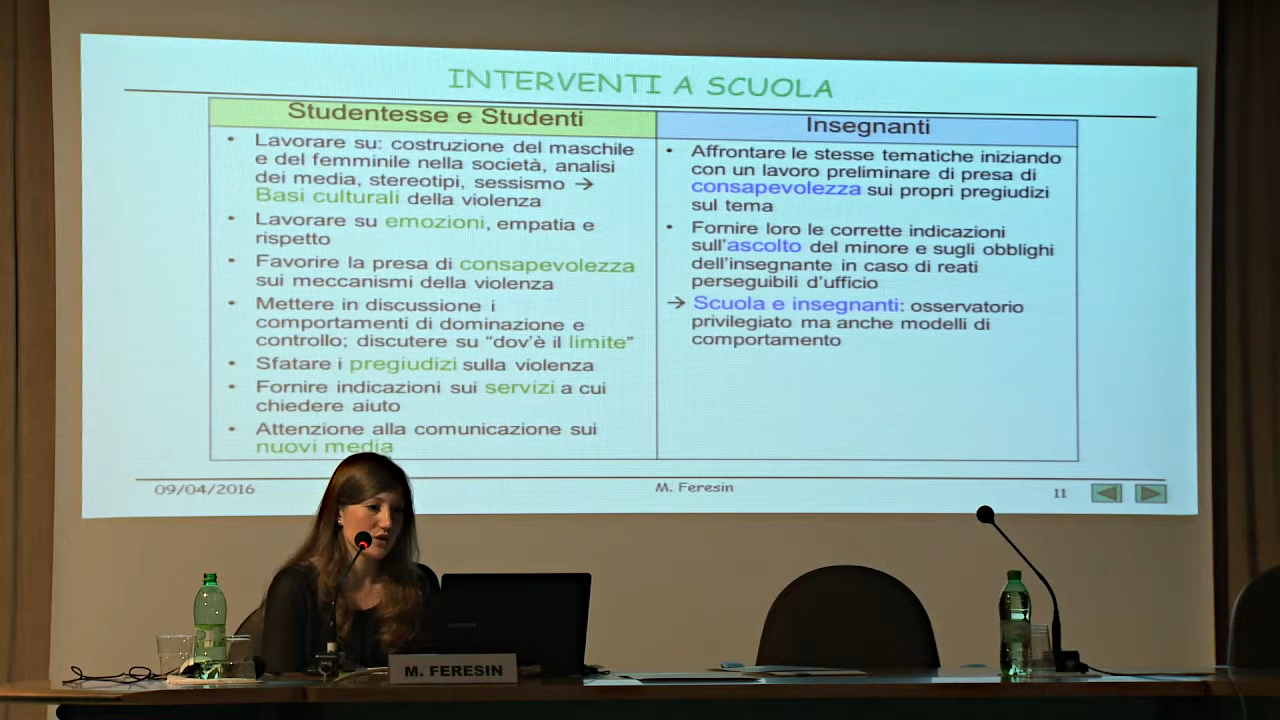 INTERVENTI A SCUOLA
Studentesse e Studenti
• Lavorare su: costruzione del maschile
e del femminile nella società, analisi
dei media, stereotipi, sessismo →
Basi culturali della violenza
• Lavorare su emozioni, empatia e
rispetto
• Favorire la presa di consapevolezza
sui meccanismi della violenza
• Mettere in discussione i
comportamenti di dominazione e
controllo; discutere su "dov'è il limite"
• Sfatare i pregiudizi sulla violenza
• Fornire indicazioni sui servizi a cui
chiedere aiuto
• Attenzione alla comunicazione sui
nuovi media
Insegnanti
• Affrontare le stesse tematiche iniziando
con un lavoro preliminare di presa di
consapevolezza sui propri pregiudizi
sul tema
• Fornire loro le corrette indicazioni
sull'ascolto del minore e sugli obblighi
dell'insegnante in caso di reati
perseguibili d'ufficio
→ Scuola e insegnanti: osservatorio
privilegiato ma anche modelli di
comportamento
09/04/2016
M. Feresin
11
M. FERESIN